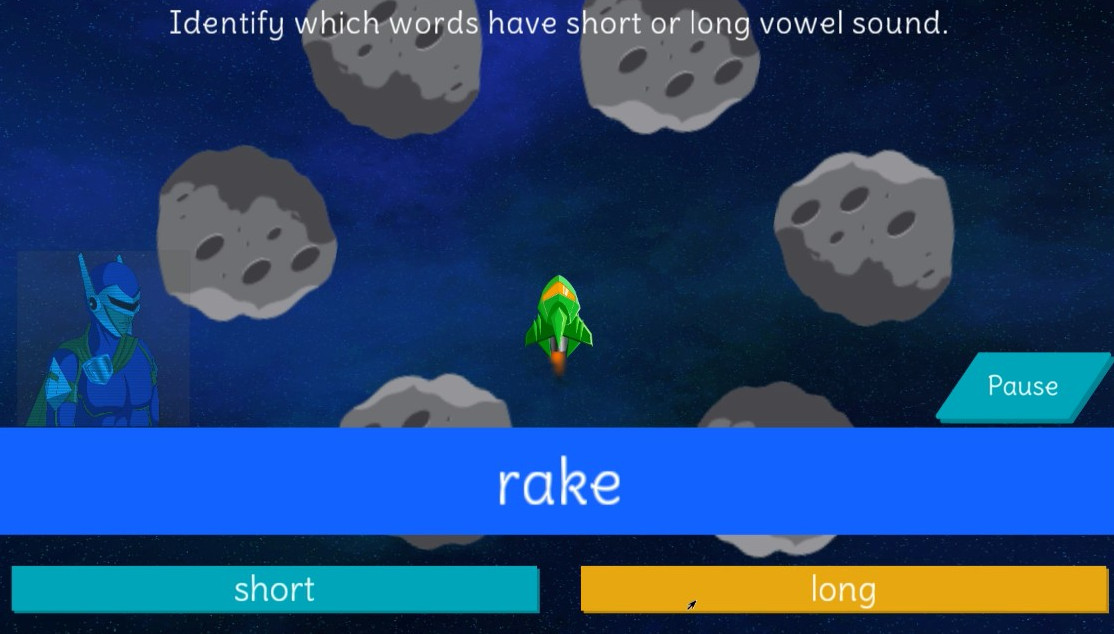 Identify which words have short or long vowel sound.
Pause
rake
short long